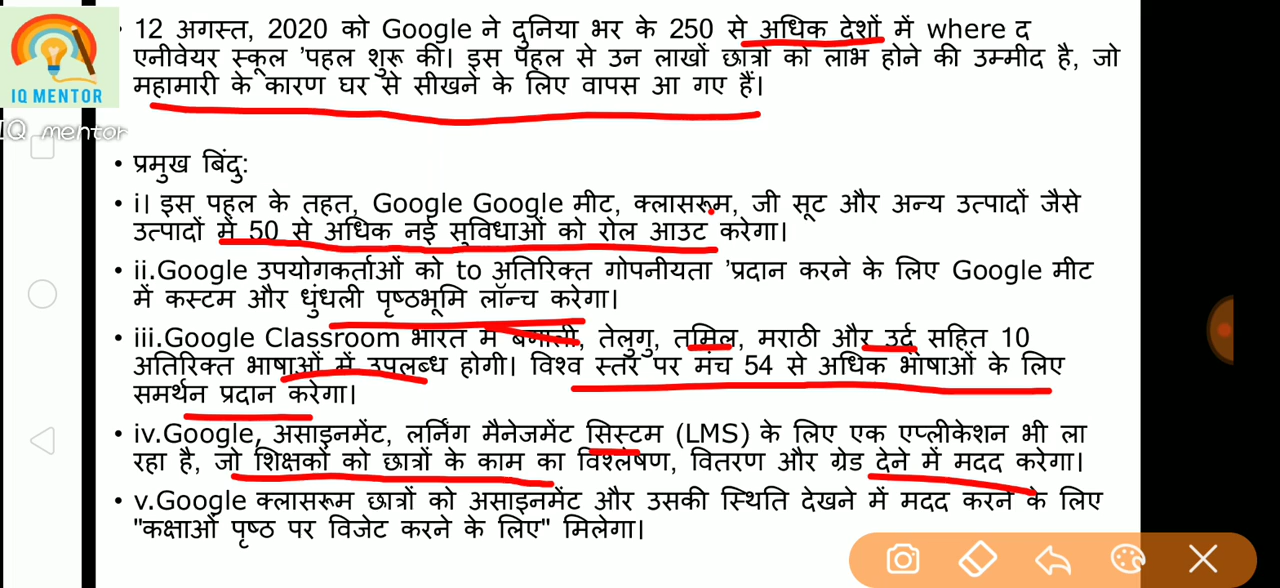 12 अगस्त, 2020 को Google ने दुनिया भर के 250 से अधिक देशों में where द
एनीवेयर स्कूल 'पहल शुरू की। इस पहल से उन लाखों छात्रों को लाभ होने की उम्मीद है, जो
महामारी के कारण घर से सीखने के लिए वापस आ गए हैं।
IQ MENTOR
IQ mentor
• प्रमुख बिंदु:
• i। इस पहल के तहत, Google Google मीट, क्लासरूम, जी सूट और अन्य उत्पादों जैसे
उत्पादों में 50 से अधिक नई सुविधाओं को रोल आउट करेगा।
• ii.Google उपयोगकर्ताओं को to अतिरिक्त गोपनीयता 'प्रदान करने के लिए Google मीट
में कस्टम और धुंधली पृष्ठभूमि लॉन्च करेगा।
• iii.Google Classroom भारत में बंगाली, तेलुगु, तमिल, मराठी और उर्दू सहित 10
अतिरिक्त भाषाओं में उपलब्ध होगी। विश्व स्तर पर मंच 54 से अधिक भाषाओं के लिए
समर्थन प्रदान करेगा।
• iv.Google, असाइनमेंट, लर्निंग मैनेजमेंट सिस्टम (LMS) के लिए एक एप्लीकेशन भी ला
रहा है, जो शिक्षकों को छात्रों के काम का विश्लेषण, वितरण और ग्रेड देने में मदद करेगा।
• v.Google क्लासरूम छात्रों को असाइनमेंट और उसकी स्थिति देखने में मदद करने के लिए
"कक्षाओं पृष्ठ पर विजेट करने के लिए" मिलेगा।